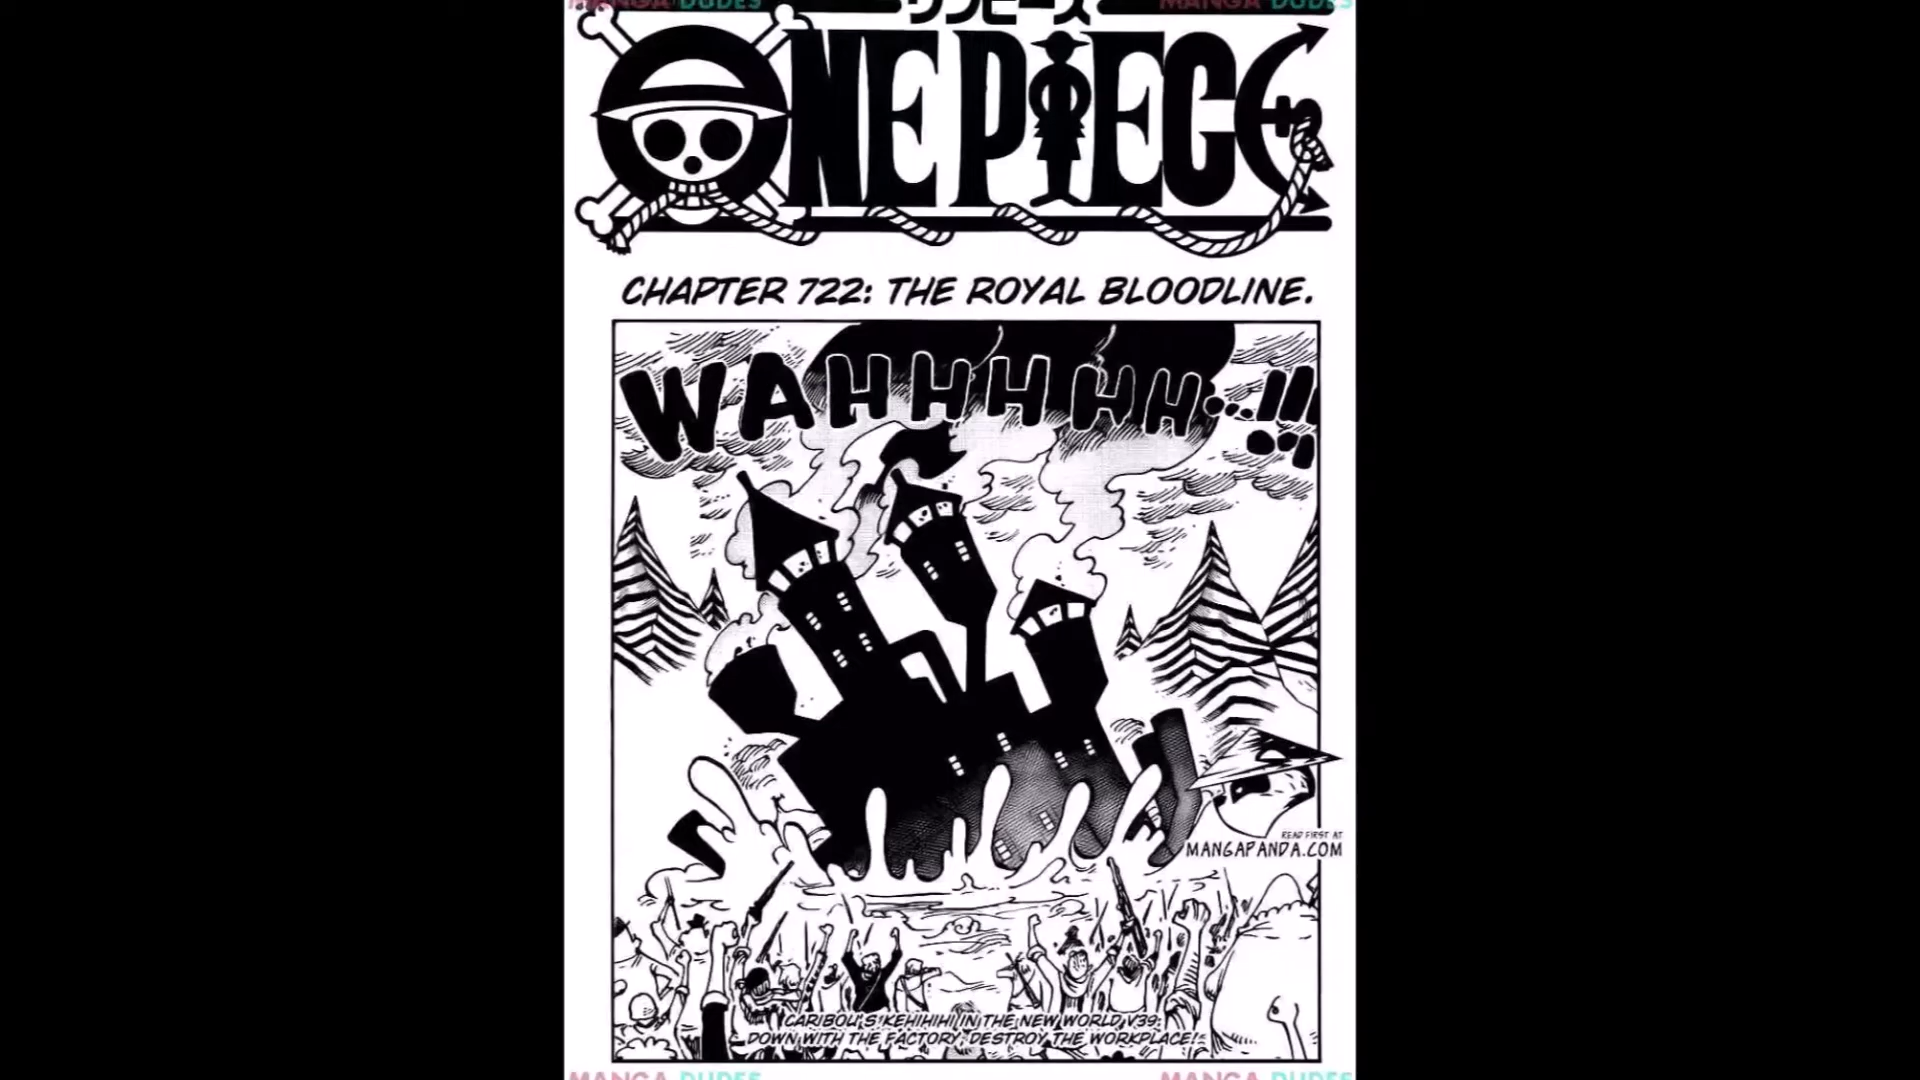 MANGA DUDES MANGA DUDES
ワンピース
ONE PIECE
CHAPTER 722: THE ROYAL BLOODLINE.
WAHHHHH...!!!
READ FIRST AT
MANGAPANDA.COM
CARIBOU'S 'KEHIHIHI IN THE NEW WORLD V39:
DOWN WITH THE FACTORY, DESTROY THE WORKPLACE!'
MANGA DUDES MANGA DUDES